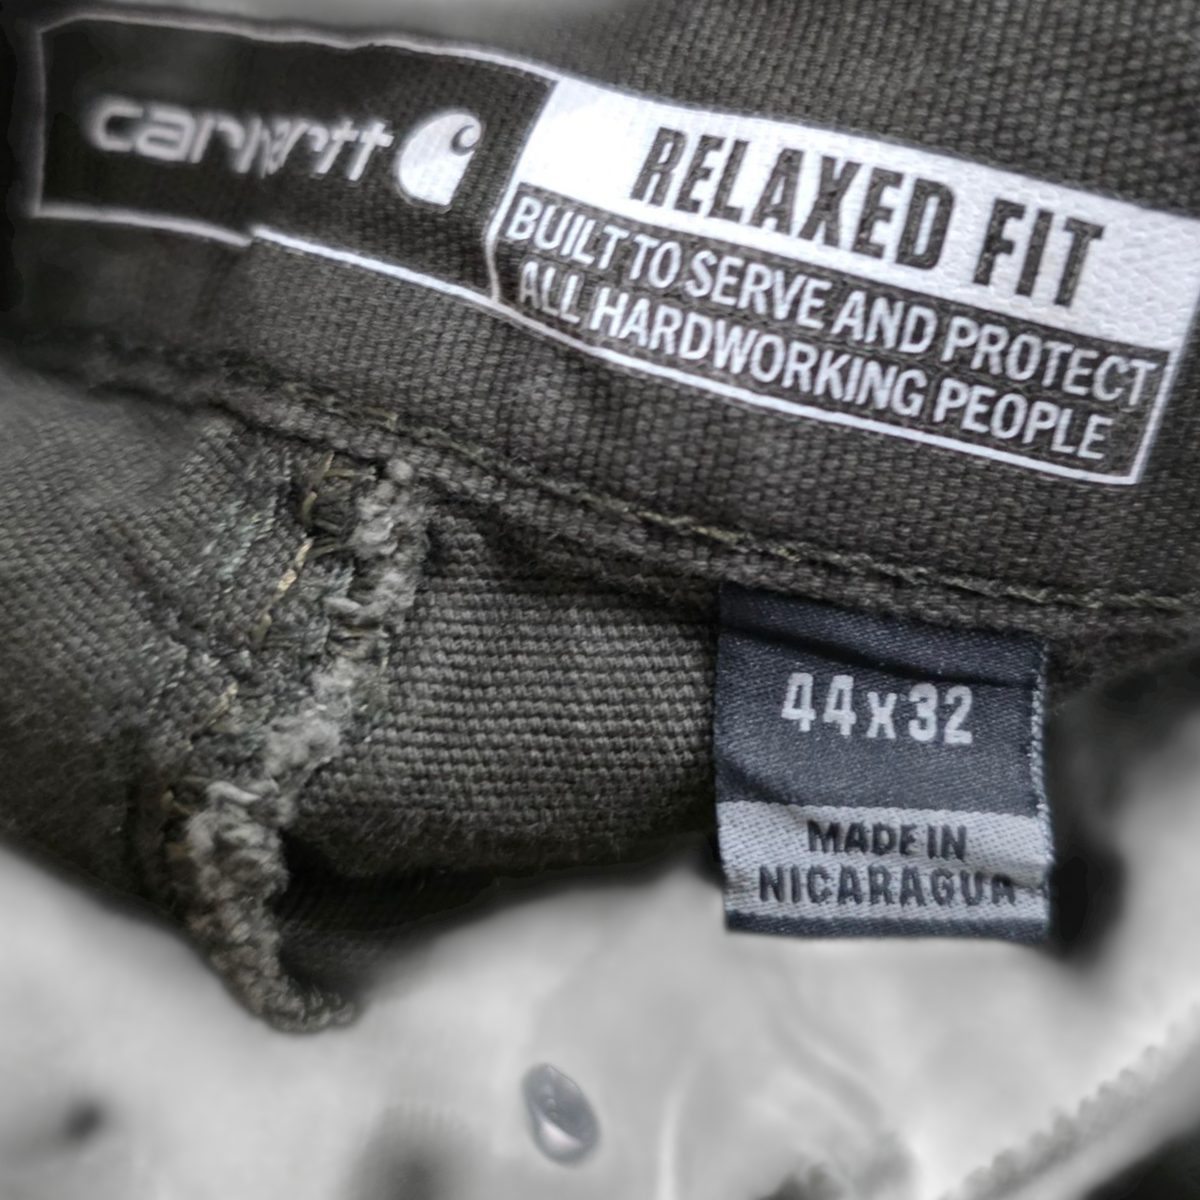 carhartt
RELAXED FIT
BUILT TO SERVE AND PROTECT
ALL HARDWORKING PEOPLE
44x32
MADE IN
NICARAGUA